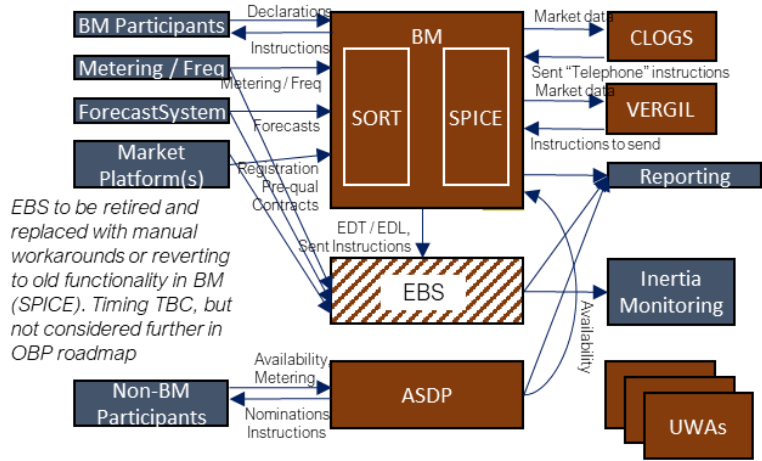 Declarations
BM Participants
Instructions
Metering / Freq
Metering / Freq
ForecastSystem
Forecasts
Market
Platform(s)
Registration
Pre-qual
Contracts
BM
SORT
SPICE
Market data
CLOGS
Sent “Telephone” instructions
Market data
VERGIL
Instructions to send
Reporting
EBS to be retired and
replaced with manual
workarounds or reverting
to old functionality in BM
(SPICE). Timing TBC, but
not considered further in
OBP roadmap
EDT / EDL,
Sent Instructions
EBS
Inertia
Monitoring
Availability
Availability,
Metering
Non-BM
Participants
Nominations
Instructions
ASDP
UWAs